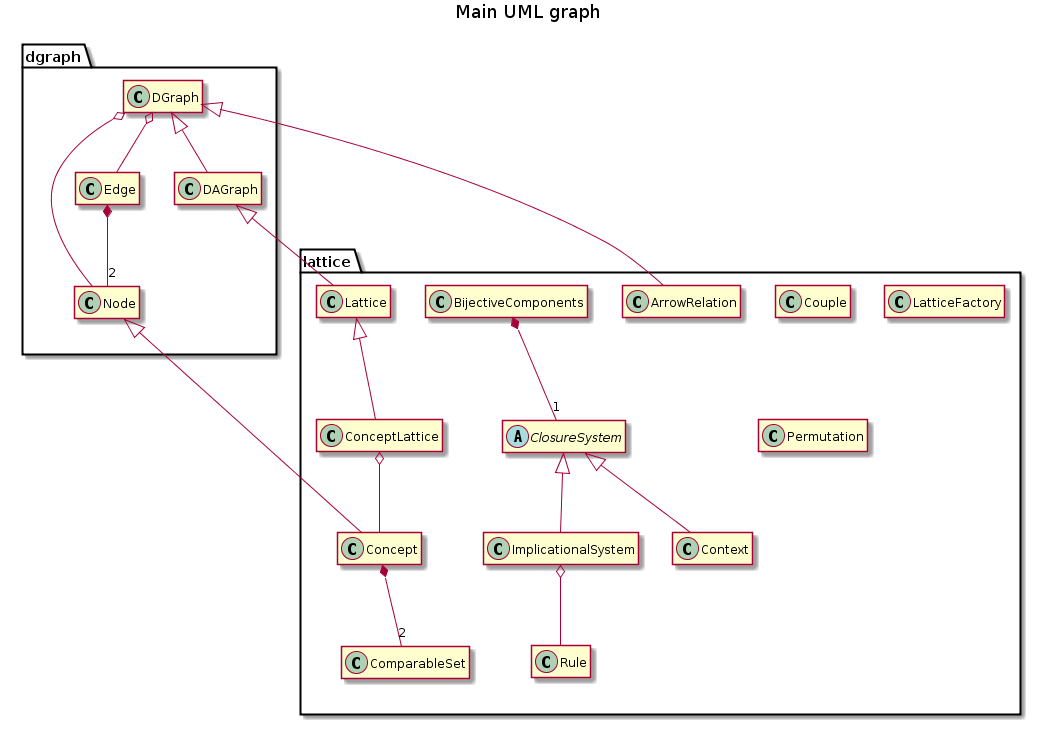 Main UML graph
dgraph
C DGraph
C Edge
C DAGraph
2
C Node
lattice
C Lattice
C BijectiveComponents
C ArrowRelation
C Couple
C LatticeFactory
1
C ConceptLattice
A ClosureSystem
C Permutation
C Concept
C ImplicationalSystem
C Context
2
C ComparableSet
C Rule